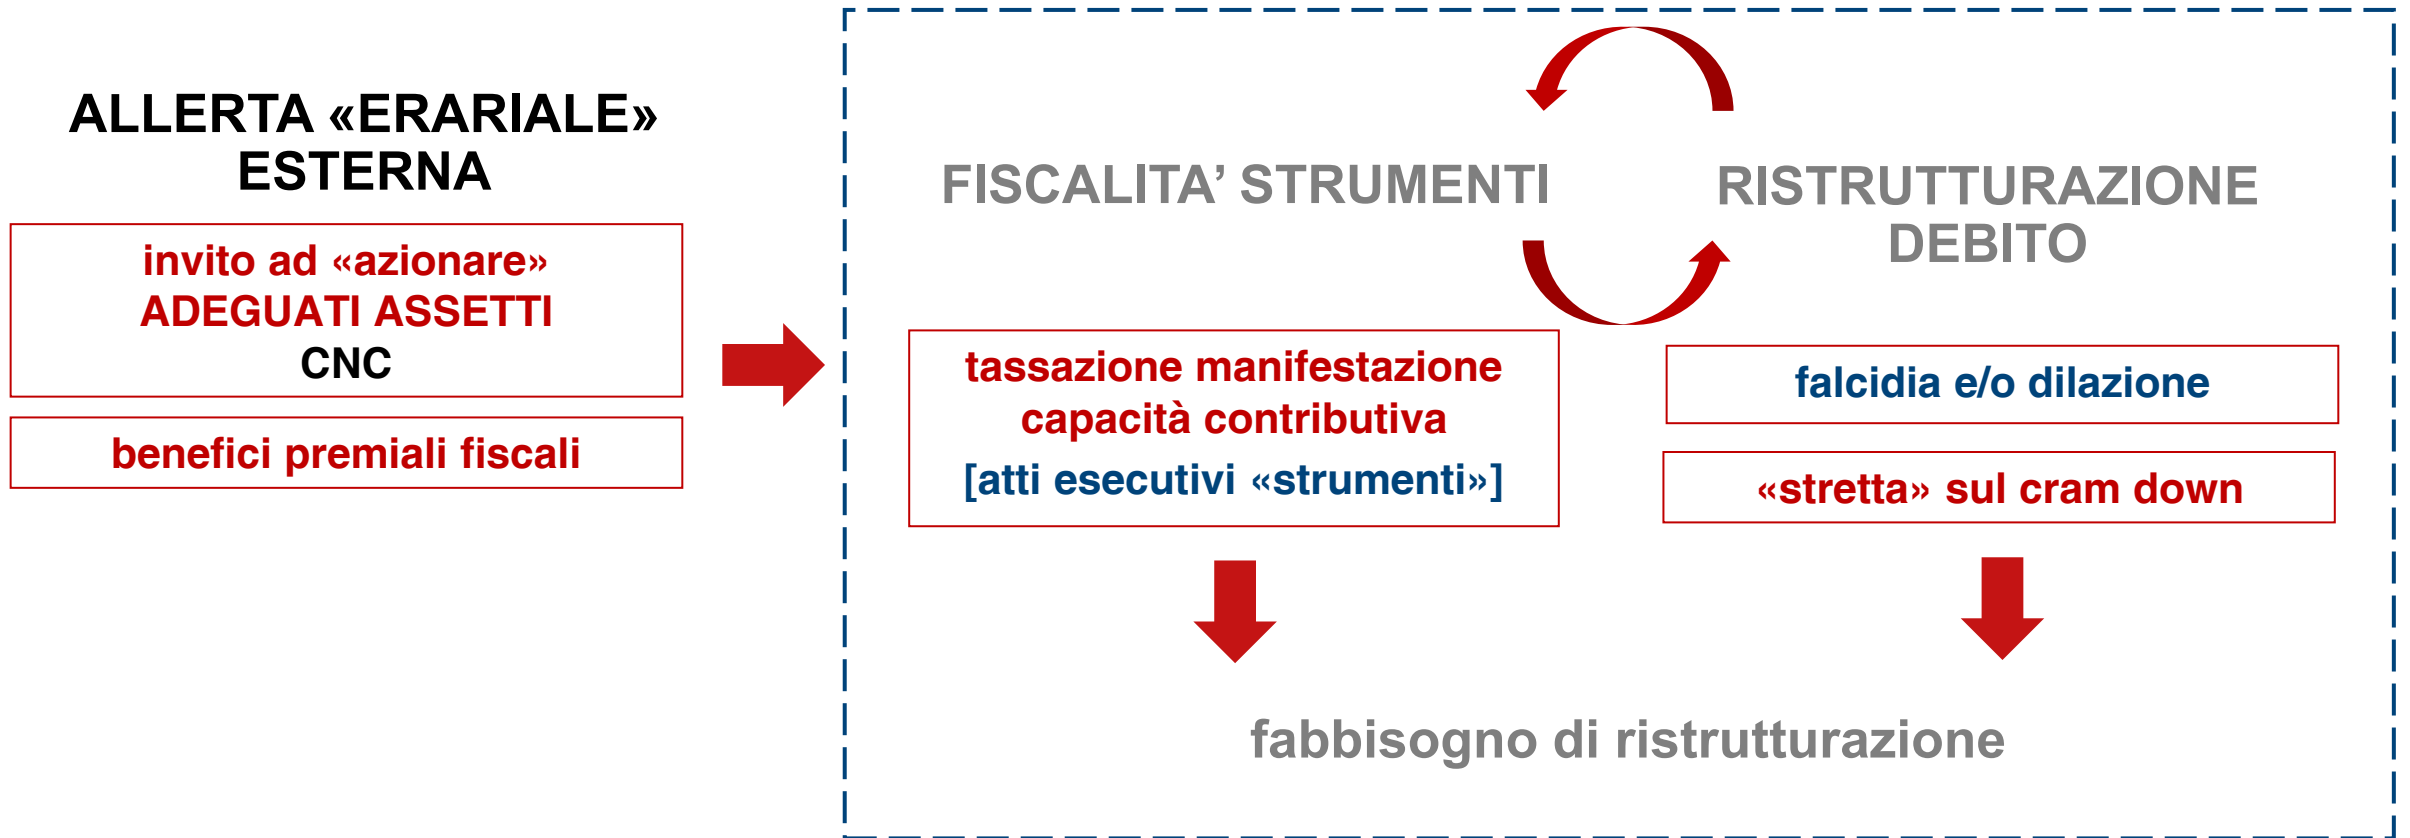 ALLERTA «ERARIALE»
ESTERNA
invito ad «azionare»
ADEGUATI ASSETTI
CNC
benefici premiali fiscali
FISCALITA’ STRUMENTI
tassazione manifestazione
capacità contributiva
[atti esecutivi «strumenti»]
RISTRUTTURAZIONE
DEBITO
falcidia e/o dilazione
«stretta» sul cram down
fabbisogno di ristrutturazione